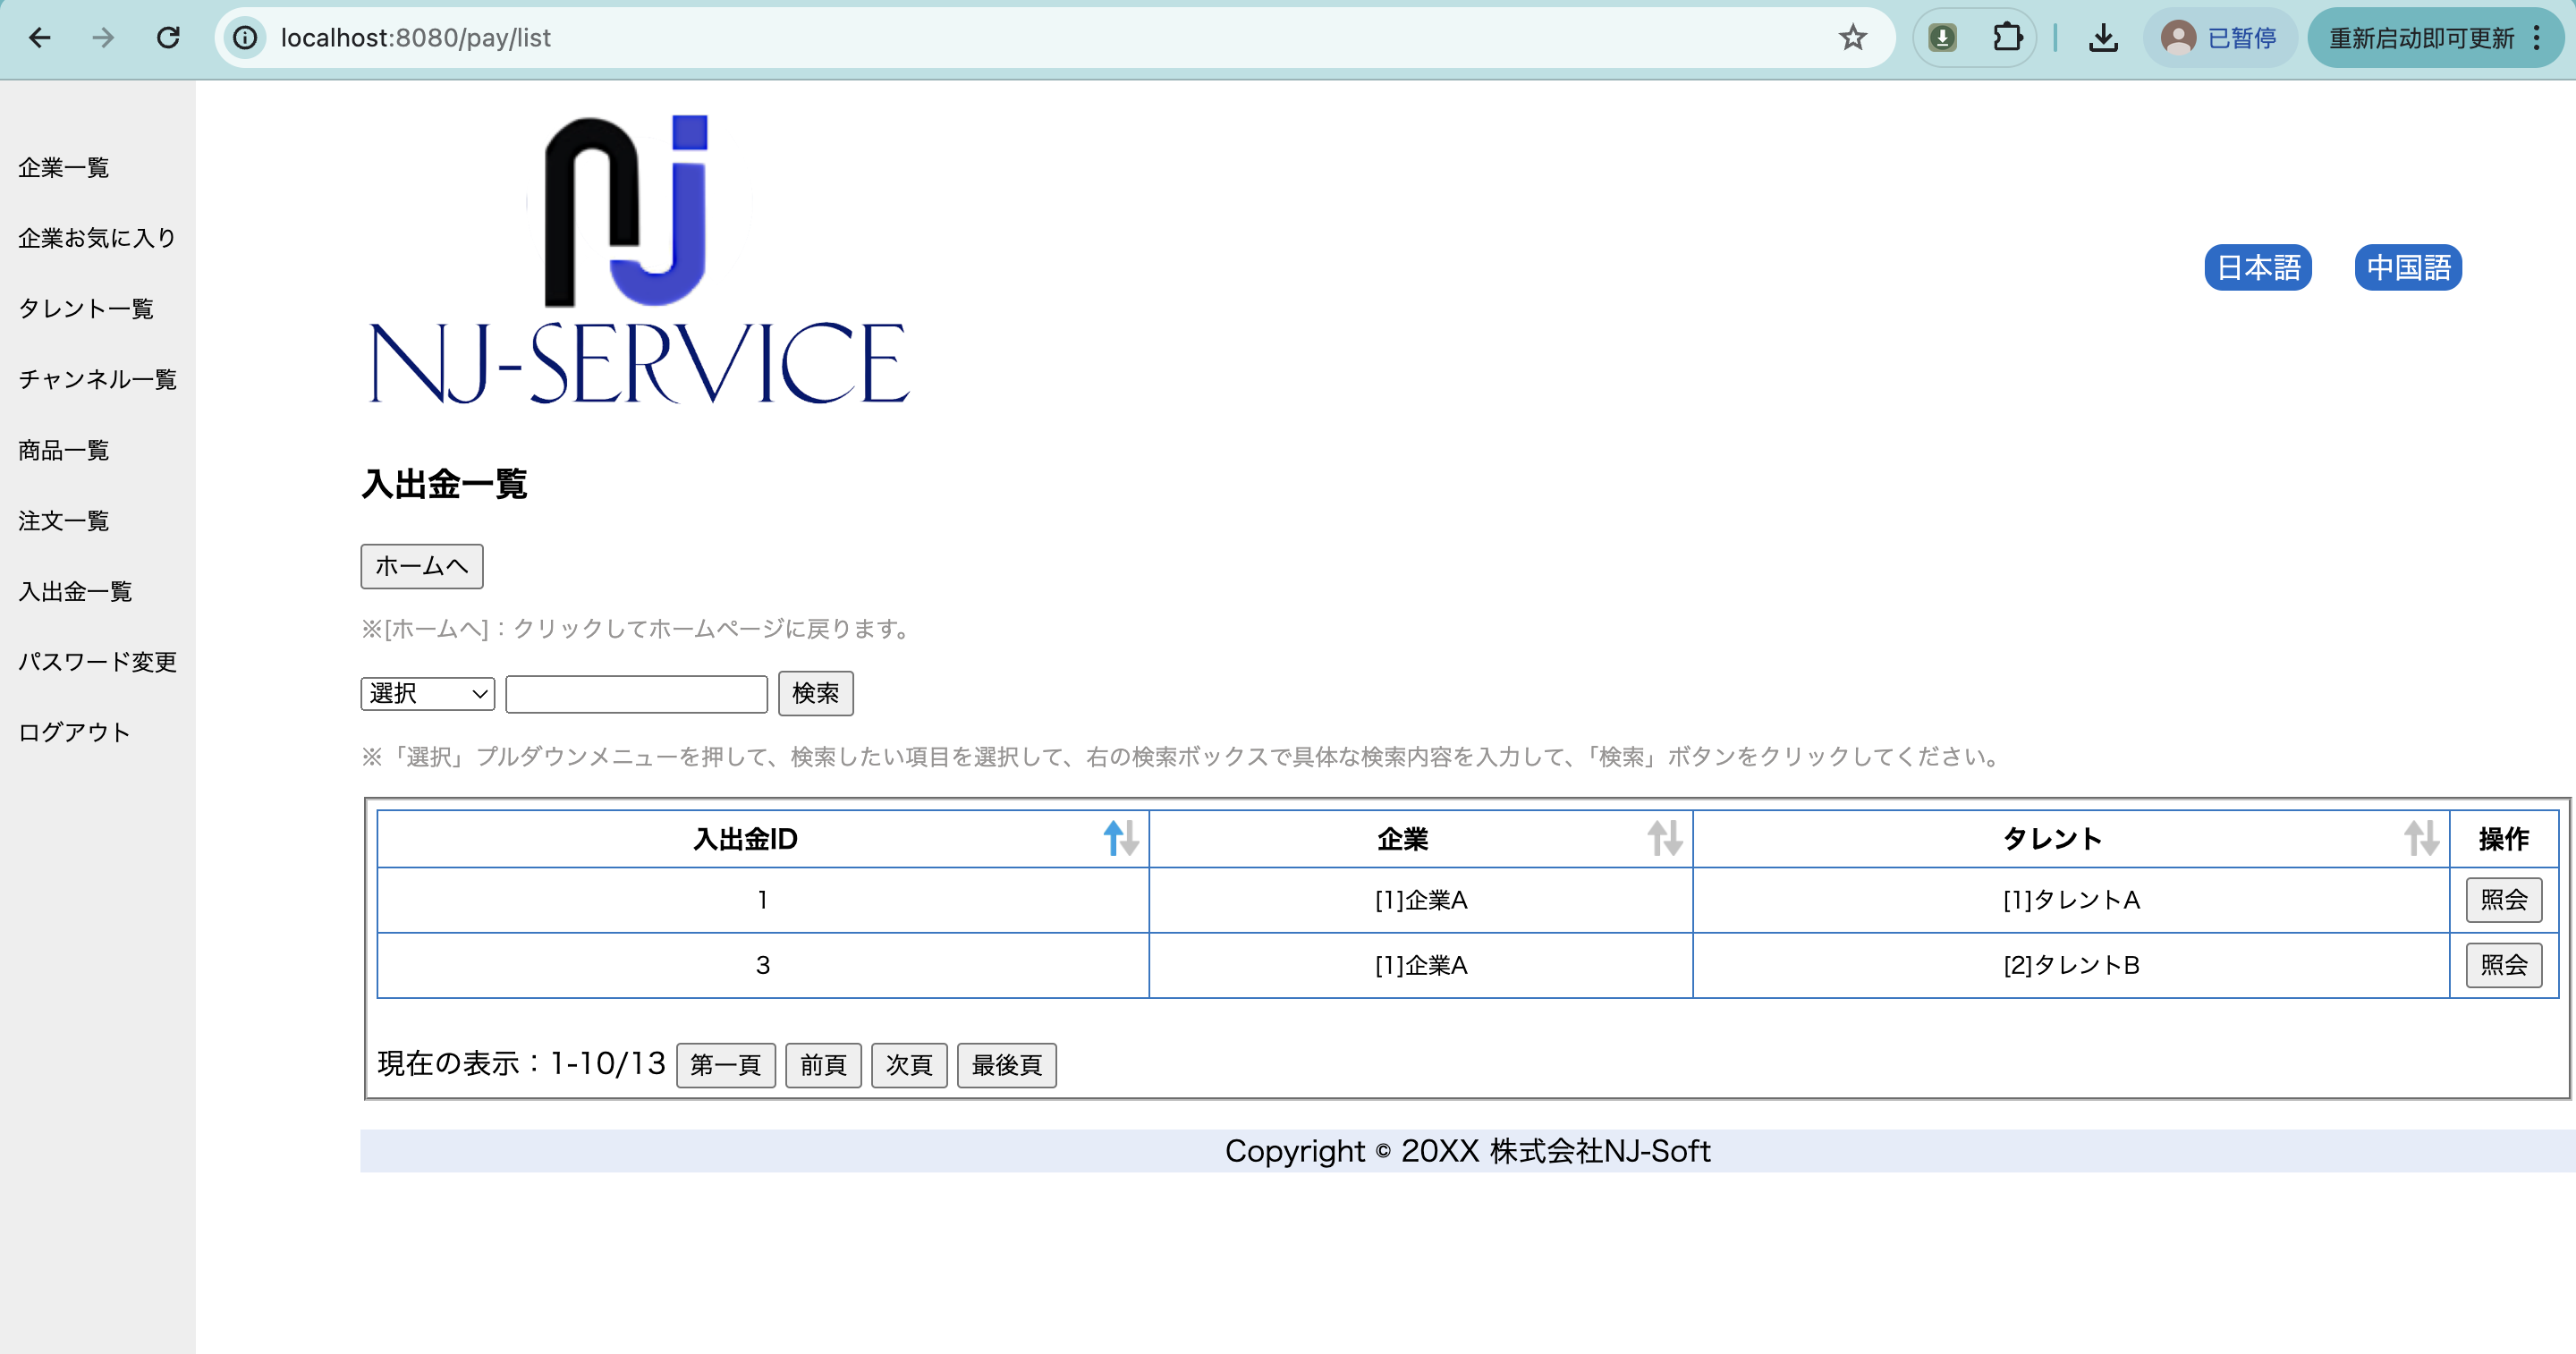 localhost:8080/pay/list
已暂停
重新启动即可更新
企業一覧
企業お気に入り
タレント一覧
チャンネル一覧
商品一覧
注文一覧
入出金一覧
パスワード変更
ログアウト
nj
NJ-SERVICE
日本語 中国語
入出金一覧
ホームへ
※[ホームへ]：クリックしてホームページに戻ります。
選択 検索
※「選択」プルダウンメニューを押して、検索したい項目を選択して、右の検索ボックスで具体な検索内容を入力して、「検索」ボタンをクリックしてください。
入出金ID 企業 タレント 操作
1 [1]企業A [1]タレントA 照会
3 [1]企業A [2]タレントB 照会
現在の表示：1-10/13 第一頁 前頁 次頁 最後頁
Copyright © 20XX 株式会社NJ-Soft